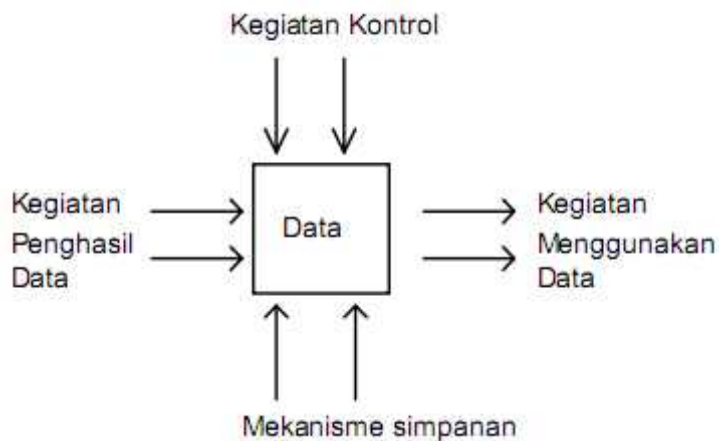 Kegiatan Kontrol
Kegiatan
Penghasil
Data
Data
Kegiatan
Menggunakan
Data
Mekanisme simpanan